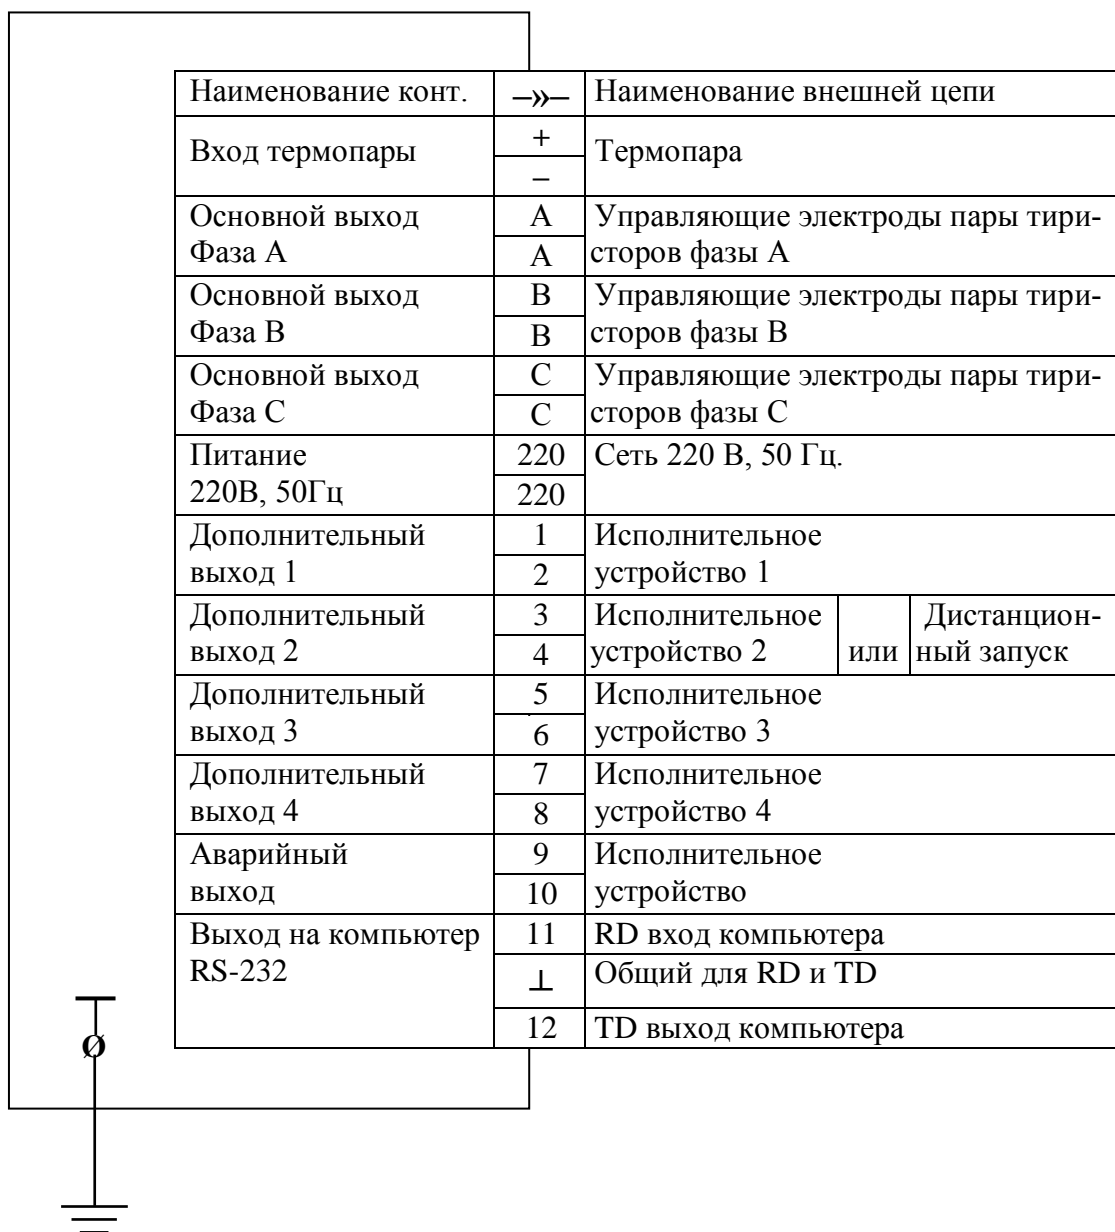 Наименование конт. –»– Наименование внешней цепи
Вход термопары + Термопара
–
Основной выход A Управляющие электроды пары тири-
Фаза A A сторов фазы A
Основной выход B Управляющие электроды пары тири-
Фаза B B сторов фазы B
Основной выход C Управляющие электроды пары тири-
Фаза C C сторов фазы C
Питание 220 Сеть 220 В, 50 Гц.
220В, 50Гц 220
Дополнительный 1 Исполнительное
выход 1 2 устройство 1
Дополнительный 3 Исполнительное Дистанцион-
выход 2 4 устройство 2 или ный запуск
Дополнительный 5 Исполнительное
выход 3 6 устройство 3
Дополнительный 7 Исполнительное
выход 4 8 устройство 4
Аварийный 9 Исполнительное
выход 10 устройство
Выход на компьютер 11 RD вход компьютера
RS-232 ⊥ Общий для RD и TD
12 TD выход компьютера
Ø